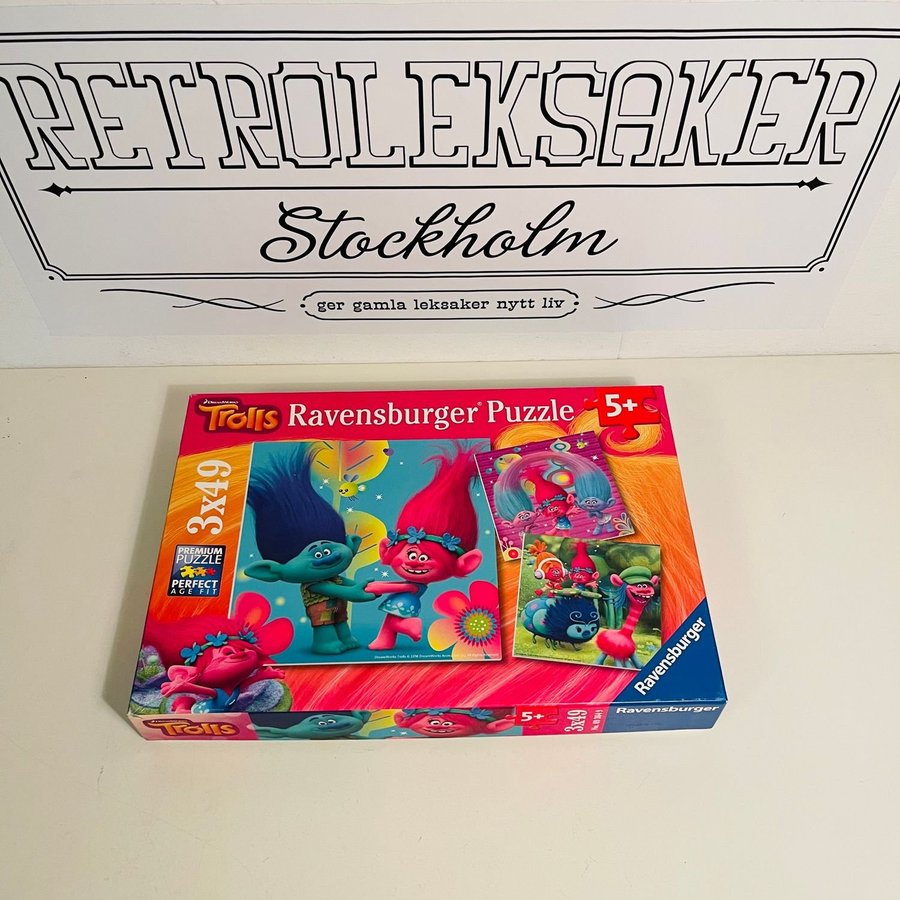 RETROLEKSAKER
Stockholm
ger gamla leksaker nytt liv
DREAMWORKS
TROLLS
Ravensburger® Puzzle
5+
3x49
PREMIUM
PUZZLE
PERFECT
AGE FIT
Ravensburger
TROLLS
5+
3x49
Ravensburger